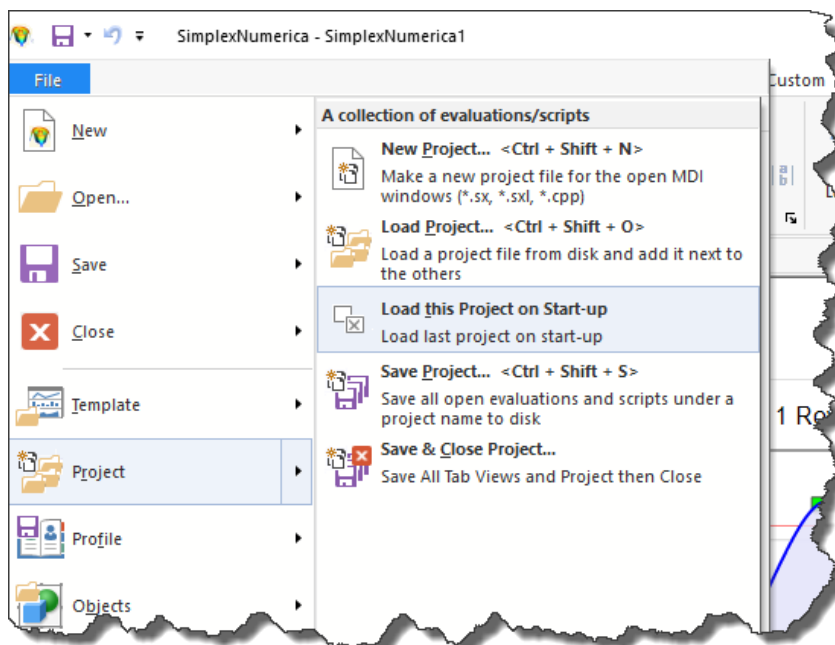 SimplexNumerica - SimplexNumerica1
File
Custom
New
Open...
Save
Close
Template
Project
Profile
Objects
A collection of evaluations/scripts
New Project... <Ctrl + Shift + N>
Make a new project file for the open MDI
windows (*.sx, *.sxl, *.cpp)
Load Project... <Ctrl + Shift + O>
Load a project file from disk and add it next to
the others
Load this Project on Start-up
Load last project on start-up
Save Project... <Ctrl + Shift + S>
Save all open evaluations and scripts under a
project name to disk
Save & Close Project...
Save All Tab Views and Project then Close
a
b
1 Re